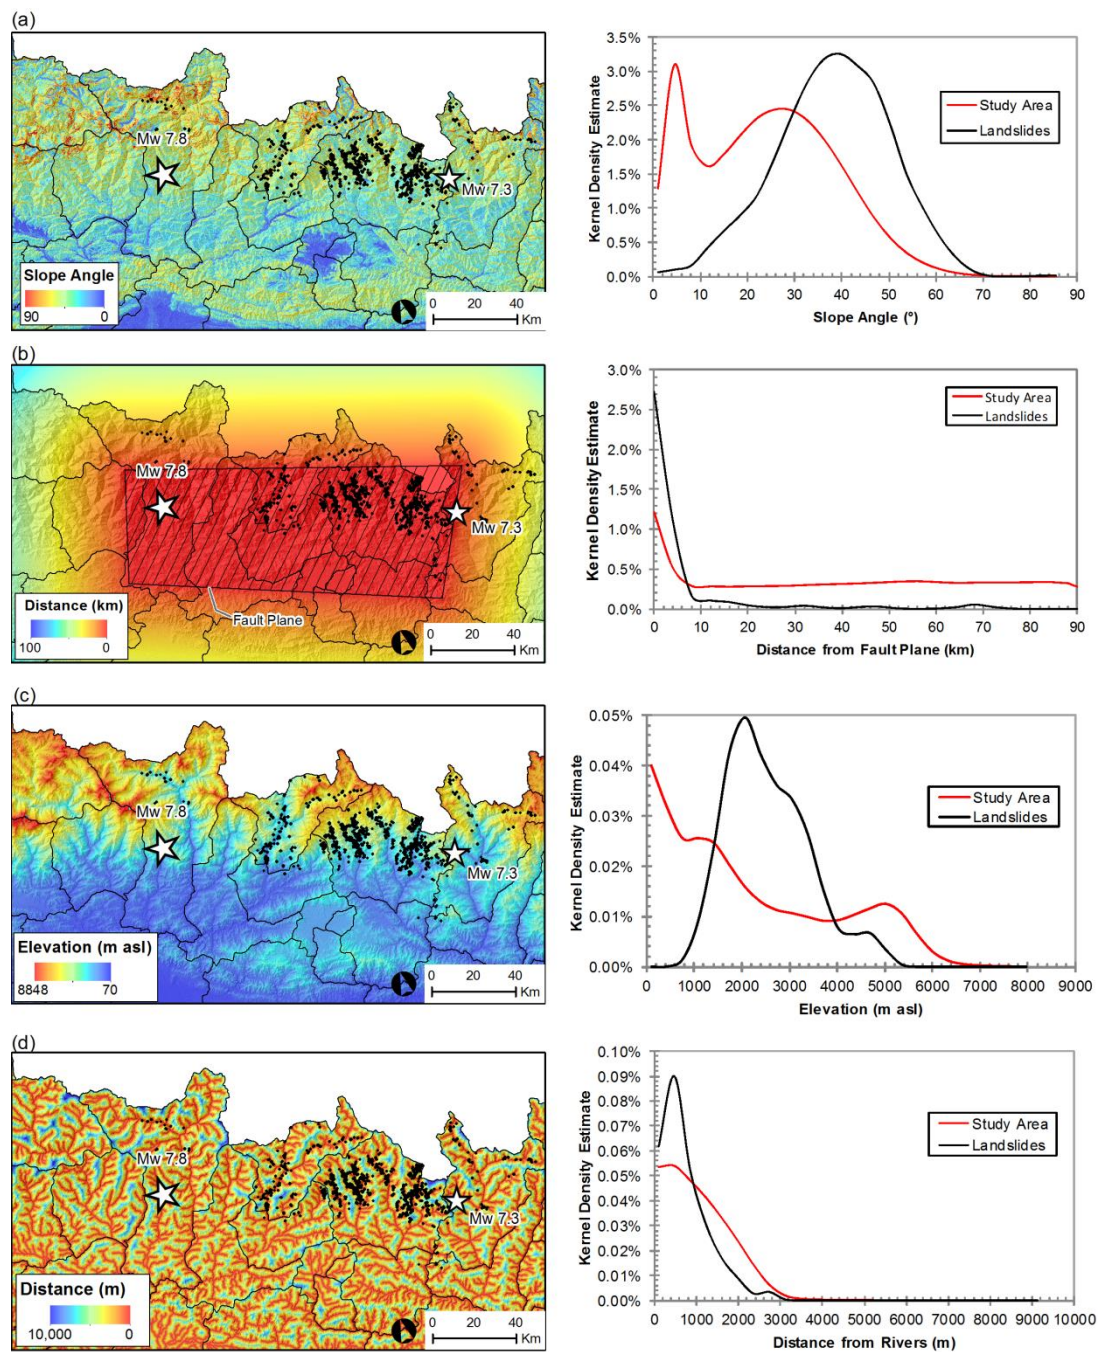 (a)
Mw 7.8
Mw 7.3
Slope Angle
90 0
0 20 40
Km
Kernel Density Estimate
3.5%
3.0%
2.5%
2.0%
1.5%
1.0%
0.5%
0.0%
0 10 20 30 40 50 60 70 80 90
Slope Angle (°)
Study Area
Landslides
(b)
Mw 7.8
Mw 7.3
Distance (km)
100 0
Fault Plane
0 20 40
Km
Kernel Density Estimate
3.0%
2.5%
2.0%
1.5%
1.0%
0.5%
0.0%
0 10 20 30 40 50 60 70 80 90
Distance from Fault Plane (km)
Study Area
Landslides
(c)
Mw 7.8
Mw 7.3
Elevation (m asl)
8848 70
0 20 40
Km
Kernel Density Estimate
0.05%
0.04%
0.03%
0.02%
0.01%
0.00%
0 1000 2000 3000 4000 5000 6000 7000 8000 9000
Elevation (m asl)
Study Area
Landslides
(d)
Mw 7.8
Mw 7.3
Distance (m)
10,000 0
0 20 40
Km
Kernel Density Estimate
0.10%
0.09%
0.08%
0.07%
0.06%
0.05%
0.04%
0.03%
0.02%
0.01%
0.00%
0 1000 2000 3000 4000 5000 6000 7000 8000 9000 10000
Distance from Rivers (m)
Study Area
Landslides